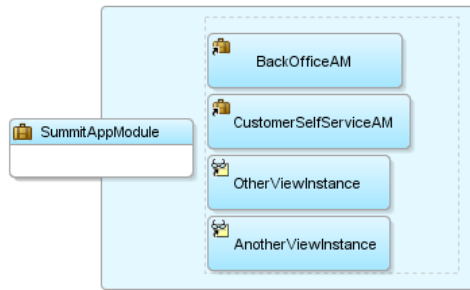 BackOfficeAM
CustomerSelfServiceAM
SummitAppModule
OtherViewInstance
AnotherViewInstance